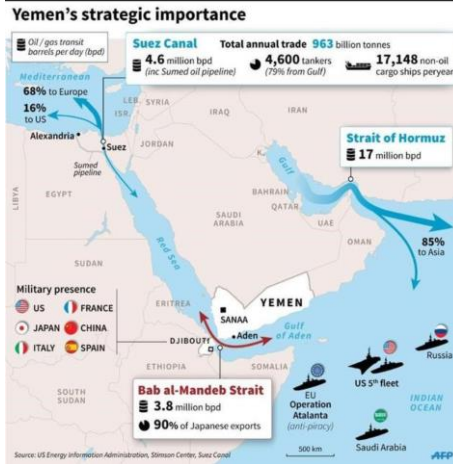 Yemen's strategic importance
Oil / gas transit
barrels per day (bpd)
Suez Canal
Total annual trade 963 billion tonnes
4.6 million bpd
(inc Sumed oil pipeline)
4,600 tankers
(79% from Gulf)
17,148 non-oil
cargo ships peryear
Mediterranean
68% to Europe
16%
to US
LEB.
SYRIA
ISR.
IRAQ
IRAN
Alexandria
Suez
JORDAN
Sumed
pipeline
Strait of Hormuz
17 million bpd
Gulf
LIBYA
EGYPT
BAHRAIN
QATAR
SAUDI
ARABIA
UAE
OMAN
85%
to Asia
Red Sea
SUDAN
Military presence
US
FRANCE
JAPAN
CHINA
ITALY
SPAIN
ERITREA
YEMEN
SANAA
Aden
Gulf
of Aden
DJIBOUTI
ETHIOPIA
SOMALIA
SOUTH
SUDAN
Bab al-Mandeb Strait
3.8 million bpd
90% of Japanese exports
EU
Operation
Atalanta
(anti-piracy)
US 5th fleet
Russia
INDIAN
OCEAN
Saudi Arabia
500 km
Source: US Energy Information Administration, Stimson Center, Suez Canal
AFP